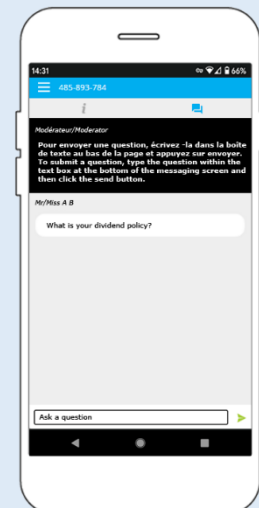 14:31
66%
485-893-784
i
Modérateur/Moderator
Pour envoyer une question, écrivez -la dans la boîte
de texte au bas de la page et appuyez sur envoyer.
To submit a question, type the question within the
text box at the bottom of the messaging screen and
then click the send button.
Mr/Miss A B
What is your dividend policy?
Ask a question